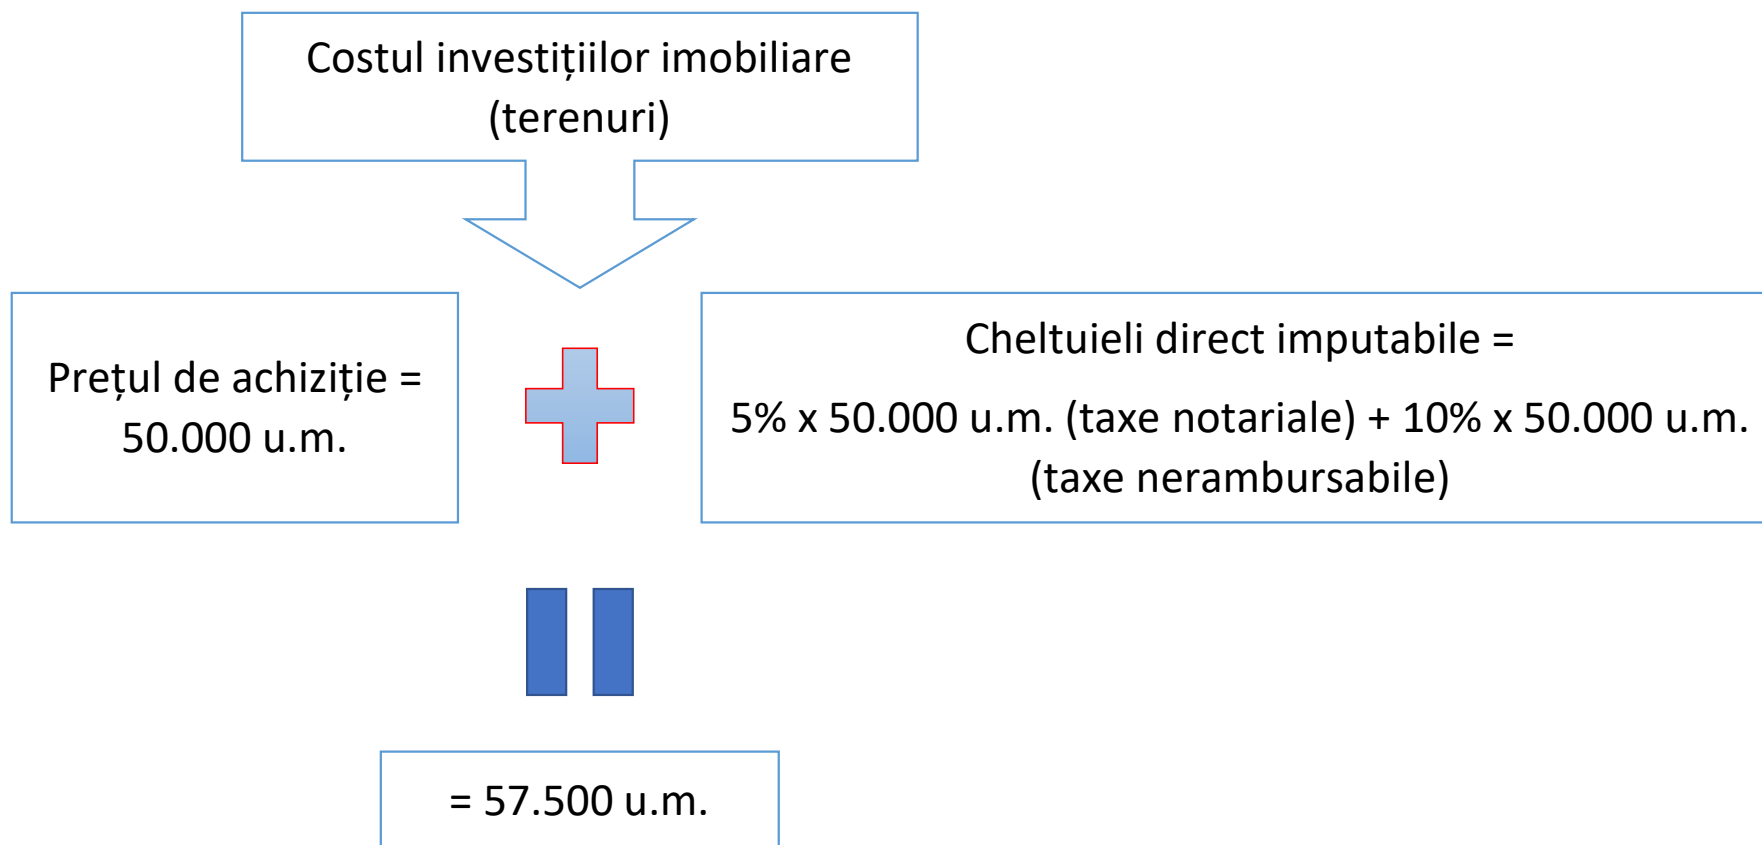 Costul investițiilor imobiliare
(terenuri)
Prețul de achiziție =
50.000 u.m.
Cheltuieli direct imputabile =
5% x 50.000 u.m. (taxe notariale) + 10% x 50.000 u.m.
(taxe nerambursabile)
= 57.500 u.m.